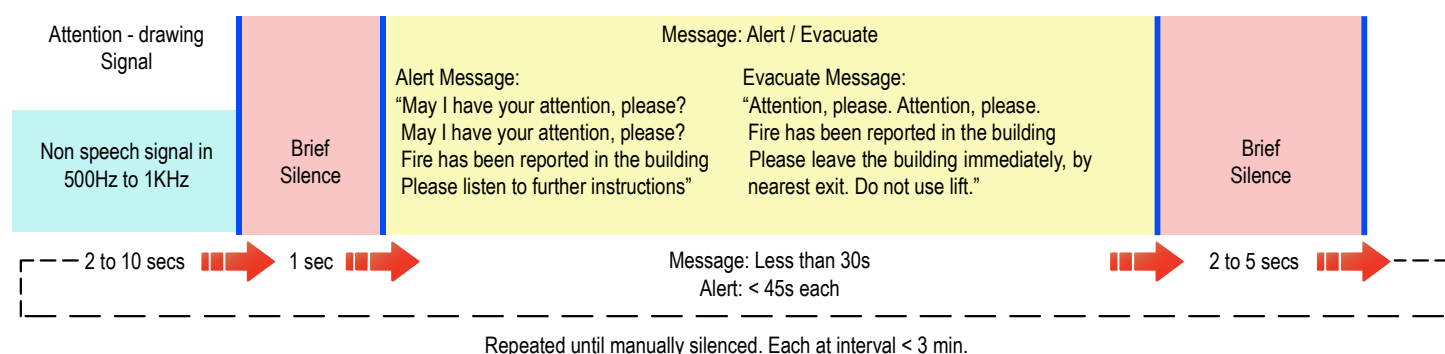 Attention - drawing
Signal
Non speech signal in
500Hz to 1KHz
Brief
Silence
Message: Alert / Evacuate
Alert Message:
“May I have your attention, please?
May I have your attention, please?
Fire has been reported in the building
Please listen to further instructions”
Evacuate Message:
“Attention, please. Attention, please.
Fire has been reported in the building
Please leave the building immediately, by
nearest exit. Do not use lift.”
Brief
Silence
2 to 10 secs
1 sec
Message: Less than 30s
Alert: < 45s each
2 to 5 secs
Repeated until manually silenced. Each at interval < 3 min.